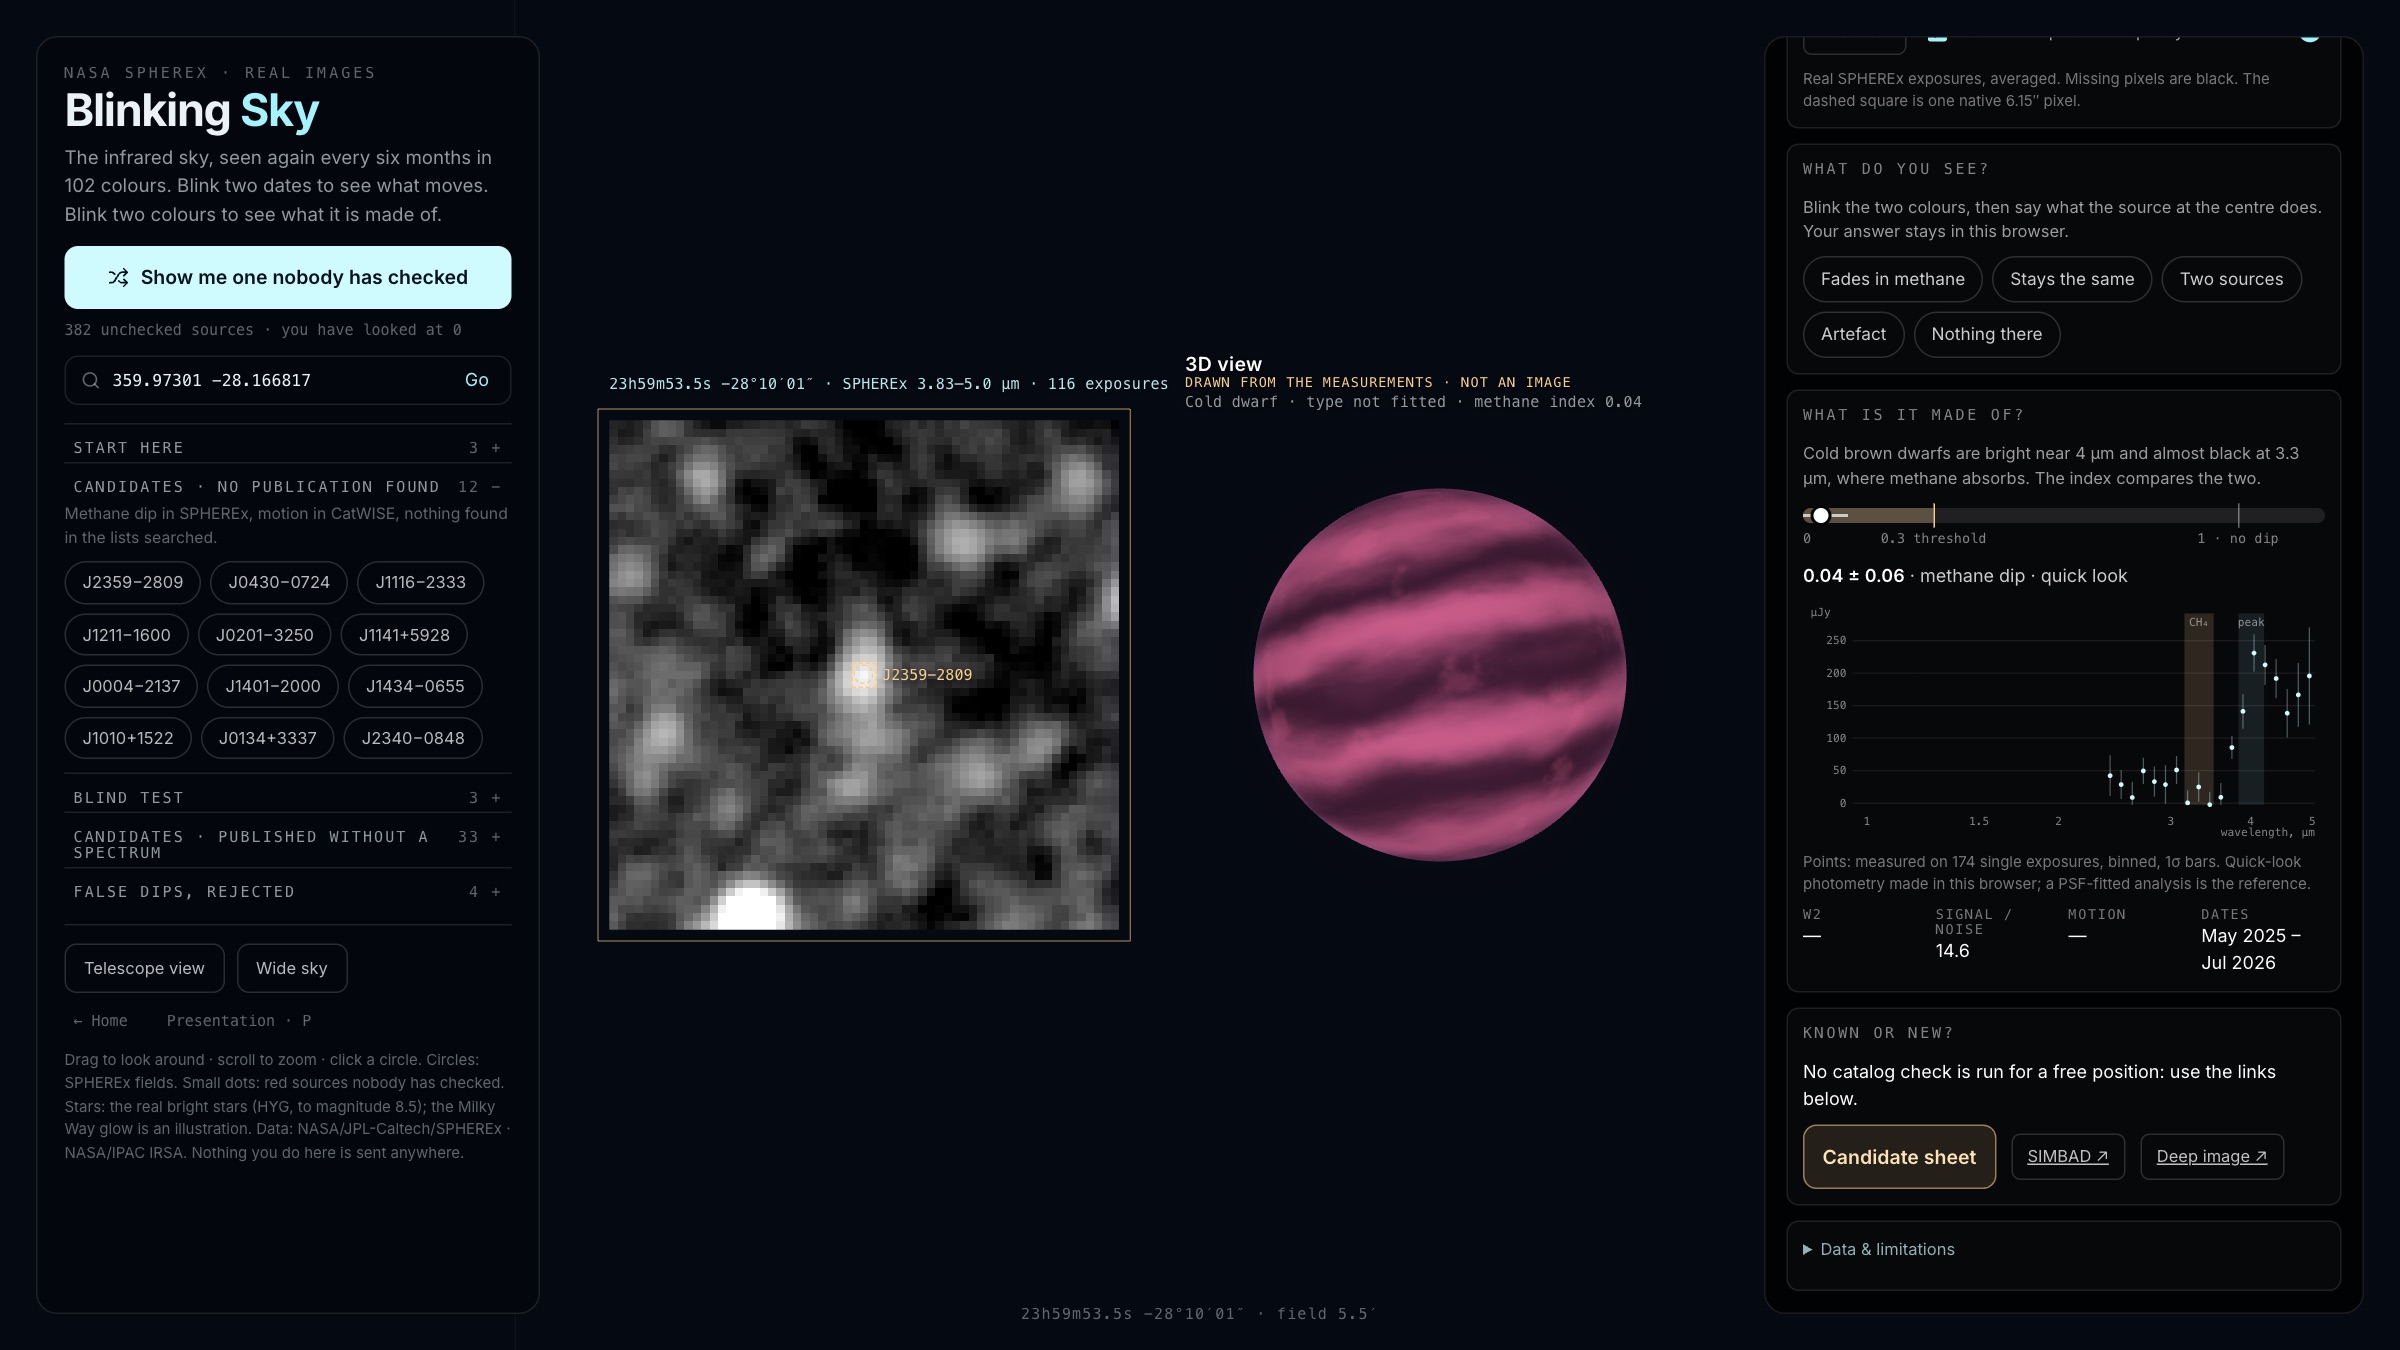 NASA SPHEREX · REAL IMAGES
Blinking Sky
The infrared sky, seen again every six months in
102 colours. Blink two dates to see what moves.
Blink two colours to see what it is made of.
Show me one nobody has checked
382 unchecked sources · you have looked at 0
359.97301 −28.166817 Go
START HERE 3 +
CANDIDATES · NO PUBLICATION FOUND 12 −
Methane dip in SPHEREx, motion in CatWISE, nothing found
in the lists searched.
J2359−2809 J0430−0724 J1116−2333
J1211−1600 J0201−3250 J1141+5928
J0004−2137 J1401−2000 J1434−0655
J1010+1522 J0134+3337 J2340−0848
BLIND TEST 3 +
CANDIDATES · PUBLISHED WITHOUT A 33 +
SPECTRUM
FALSE DIPS, REJECTED 4 +
Telescope view Wide sky
← Home Presentation · P
Drag to look around · scroll to zoom · click a circle. Circles:
SPHEREx fields. Small dots: red sources nobody has checked.
Stars: the real bright stars (HYG, to magnitude 8.5); the Milky
Way glow is an illustration. Data: NASA/JPL-Caltech/SPHEREx ·
NASA/IPAC IRSA. Nothing you do here is sent anywhere.
23h59m53.5s −28°10′01″ · SPHEREx 3.83–5.0 µm · 116 exposures
J2359−2809
3D view
DRAWN FROM THE MEASUREMENTS · NOT AN IMAGE
Cold dwarf · type not fitted · methane index 0.04
23h59m53.5s −28°10′01″ · field 5.5′
Real SPHEREx exposures, averaged. Missing pixels are black. The
dashed square is one native 6.15″ pixel.
WHAT DO YOU SEE?
Blink the two colours, then say what the source at the centre does.
Your answer stays in this browser.
Fades in methane Stays the same Two sources
Artefact Nothing there
WHAT IS IT MADE OF?
Cold brown dwarfs are bright near 4 µm and almost black at 3.3
µm, where methane absorbs. The index compares the two.
0 0.3 threshold 1 · no dip
0.04 ± 0.06 · methane dip · quick look
µJy
CH₄ peak
250
200
150
100
50
0
1 1.5 2 3 4 5
wavelength, µm
Points: measured on 174 single exposures, binned, 1σ bars. Quick-look
photometry made in this browser; a PSF-fitted analysis is the reference.
W2 SIGNAL / NOISE MOTION DATES
— 14.6 — May 2025 – Jul 2026
KNOWN OR NEW?
No catalog check is run for a free position: use the links
below.
Candidate sheet SIMBAD ↗ Deep image ↗
▶ Data & limitations